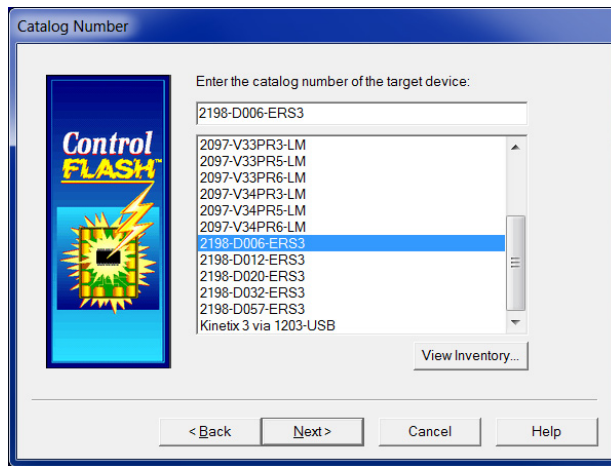 Catalog Number
Enter the catalog number of the target device:
2198-D006-ERS3
Control
FLASH™
2097-V33PR3-LM
2097-V33PR5-LM
2097-V33PR6-LM
2097-V34PR3-LM
2097-V34PR5-LM
2097-V34PR6-LM
2198-D006-ERS3
2198-D012-ERS3
2198-D020-ERS3
2198-D032-ERS3
2198-D057-ERS3
Kinetix 3 via 1203-USB
View Inventory...
< Back
Next >
Cancel
Help